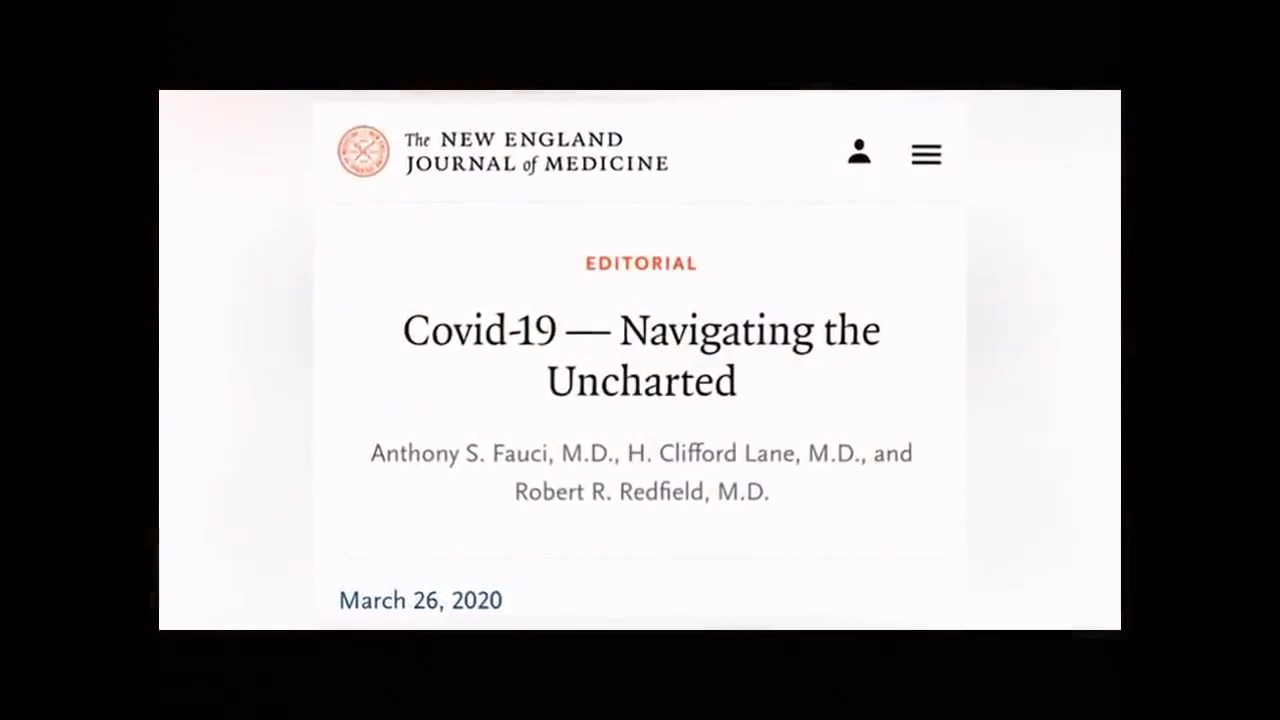 The NEW ENGLAND
JOURNAL of MEDICINE
EDITORIAL
Covid-19 — Navigating the
Uncharted
Anthony S. Fauci, M.D., H. Clifford Lane, M.D., and
Robert R. Redfield, M.D.
March 26, 2020